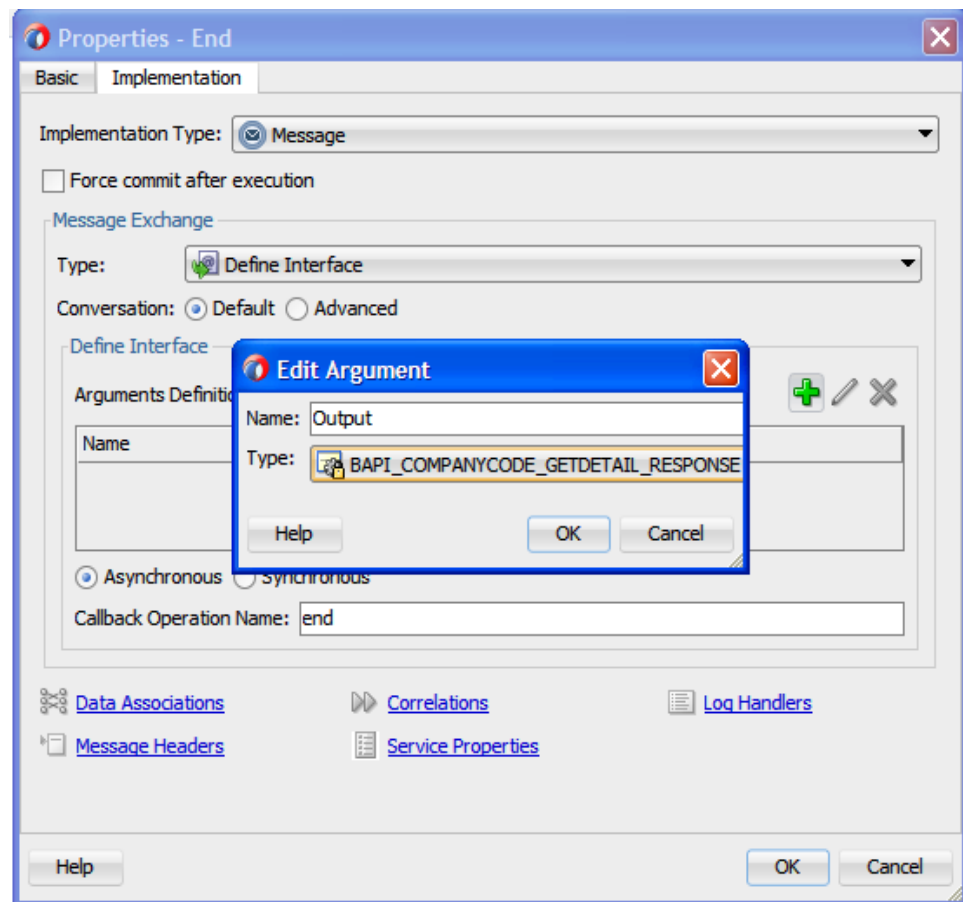 Properties - End
Basic Implementation
Implementation Type: Message
Force commit after execution
Message Exchange
Type: Define Interface
Conversation: Default Advanced
Define Interface
Edit Argument
Arguments Definitio
Name: Output
Name
Type: BAPI_COMPANYCODE_GETDETAIL_RESPONSE
Help OK Cancel
Asynchronous Synchronous
Callback Operation Name: end
Data Associations Correlations Log Handlers
Message Headers Service Properties
Help OK Cancel